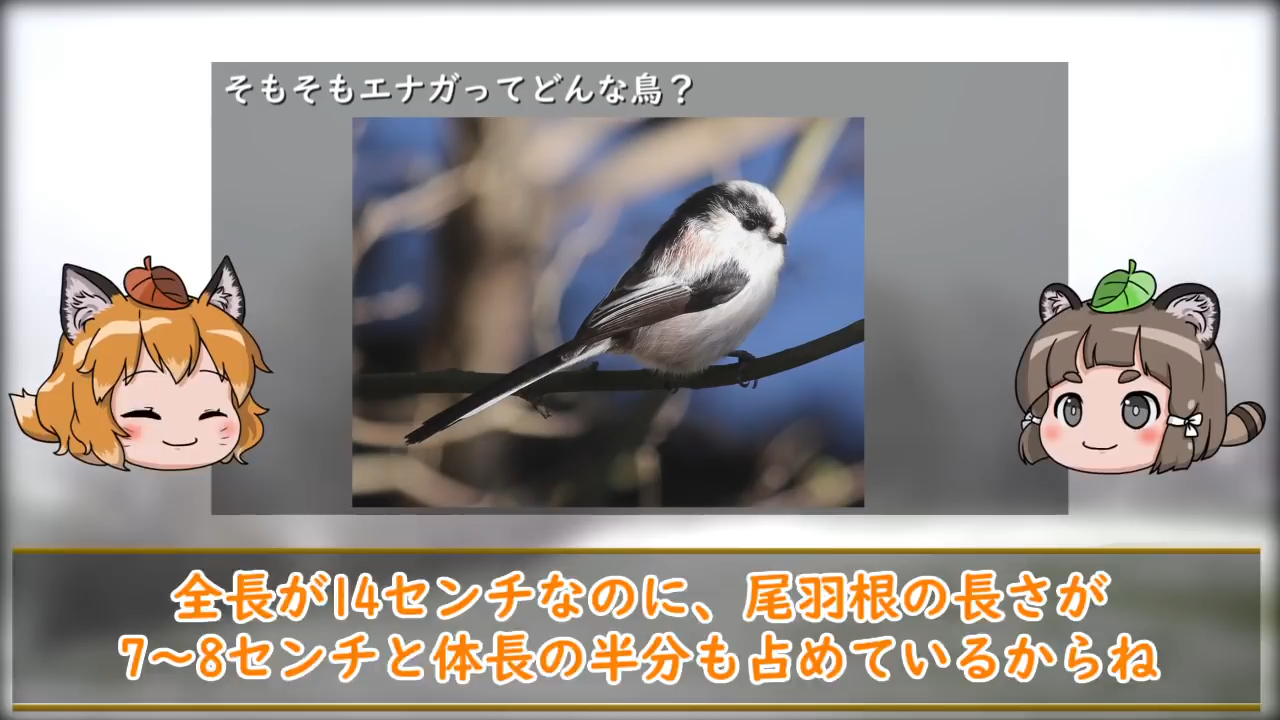 そもそもエナガってどんな鳥？
全長が14センチなのに、尾羽根の長さが
7～8センチと体長の半分も占めているからね